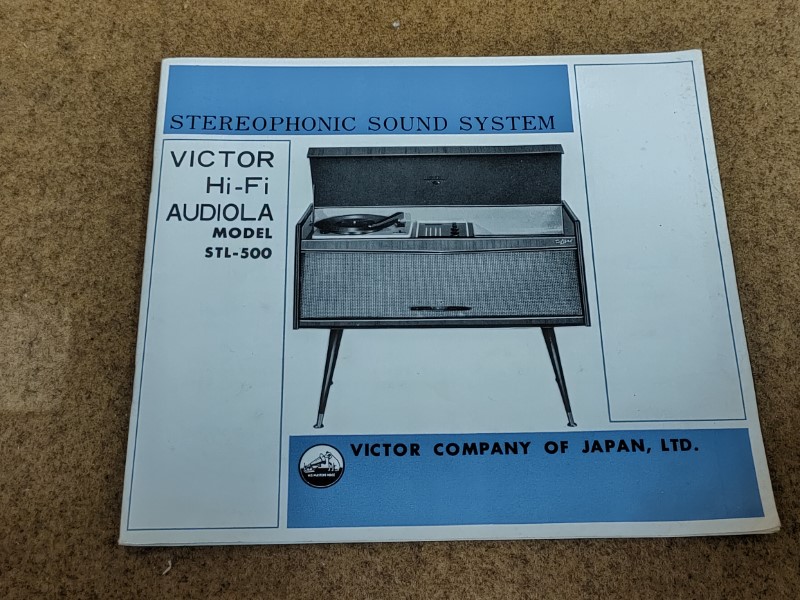 STEREOPHONIC SOUND SYSTEM
VICTOR
Hi-Fi
AUDIOLA
MODEL
STL-500
VICTOR COMPANY OF JAPAN, LTD.